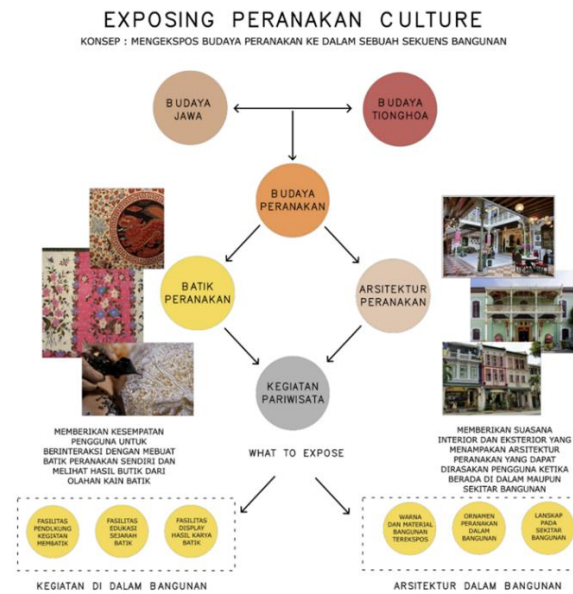 EXPOSING PERANAKAN CULTURE
KONSEP : MENGEKSPOS BUDAYA PERANAKAN KE DALAM SEBUAH SEKUENS BANGUNAN
BUDAYA
JAWA
BUDAYA
TIONGHOA
BUDAYA
PERANAKAN
BATIK
PERANAKAN
ARSITEKTUR
PERANAKAN
KEGIATAN
PARIWISATA
MEMBERIKAN KESEMPATAN
PENGGUNA UNTUK
BERINTERAKSI DENGAN MEBUAT
BATIK PERANAKAN SENDIRI DAN
MELIHAT HASIL BUTIK DARI
OLAHAN KAIN BATIK
WHAT TO EXPOSE
MEMBERIKAN SUASANA
INTERIOR DAN EKSTERIOR YANG
MENAMPAKAN ARSITEKTUR
PERANAKAN YANG DAPAT
DIRASAKAN PENGGUNA KETIKA
BERADA DI DALAM MAUPUN
SEKITAR BANGUNAN
FASILITAS
PENDUKUNG
KEGIATAN
MEMBATIK
FASILITAS
EDUKASI
SEJARAH
BATIK
FASILITAS
DISPLAY
HASIL KARYA
BATIK
WARNA
DAN MATERIAL
BANGUNAN
TEREKSPOS
ORNAMEN
PERANAKAN
DALAM
BANGUNAN
LANSKAP
PADA
SEKITAR
BANGUNAN
KEGIATAN DI DALAM BANGUNAN
ARSITEKTUR DALAM BANGUNAN